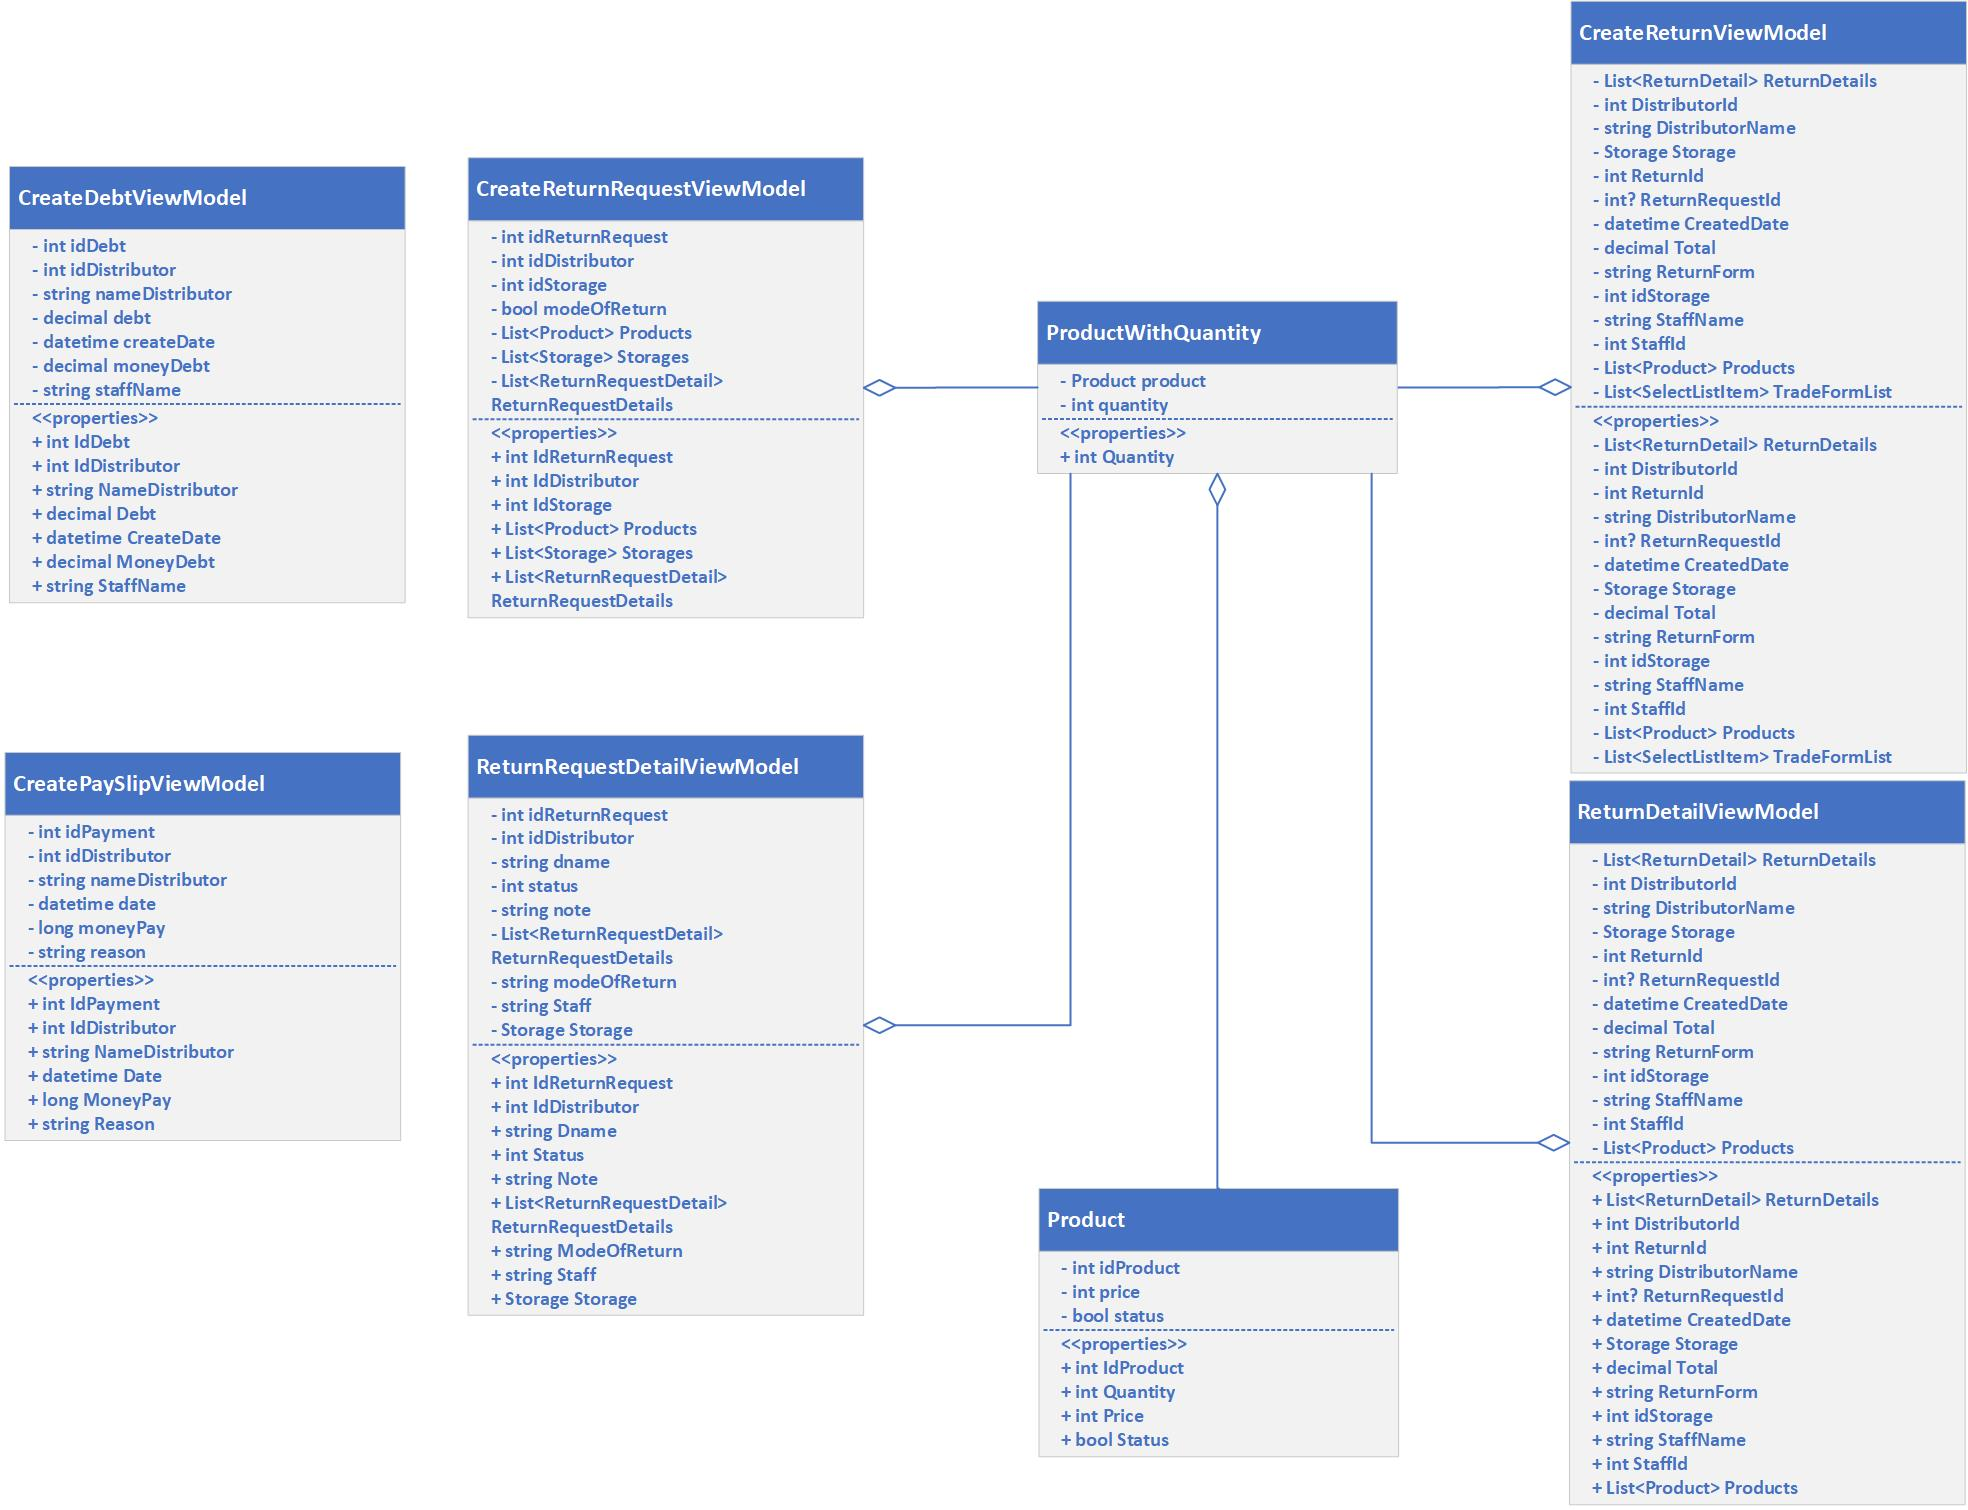 CreateDebtViewModel
- int idDebt
- int idDistributor
- string nameDistributor
- decimal debt
- datetime createDate
- decimal moneyDebt
- string staffName
<<properties>>
+ int IdDebt
+ int IdDistributor
+ string NameDistributor
+ decimal Debt
+ datetime CreateDate
+ decimal MoneyDebt
+ string StaffName
CreatePaySlipViewModel
- int idPayment
- int idDistributor
- string nameDistributor
- datetime date
- long moneyPay
- string reason
<<properties>>
+ int IdPayment
+ int IdDistributor
+ string NameDistributor
+ datetime Date
+ long MoneyPay
+ string Reason
CreateReturnRequestViewModel
- int idReturnRequest
- int idDistributor
- int idStorage
- bool modeOfReturn
- List<Product> Products
- List<Storage> Storages
- List<ReturnRequestDetail>
ReturnRequestDetails
<<properties>>
+ int IdReturnRequest
+ int IdDistributor
+ int IdStorage
+ List<Product> Products
+ List<Storage> Storages
+ List<ReturnRequestDetail>
ReturnRequestDetails
ReturnRequestDetailViewModel
- int idReturnRequest
- int idDistributor
- string dname
- int status
- string note
- List<ReturnRequestDetail>
ReturnRequestDetails
- string modeOfReturn
- string Staff
- Storage Storage
<<properties>>
+ int IdReturnRequest
+ int IdDistributor
+ string Dname
+ int Status
+ string Note
+ List<ReturnRequestDetail>
ReturnRequestDetails
+ string ModeOfReturn
+ string Staff
+ Storage Storage
ProductWithQuantity
- Product product
- int quantity
<<properties>>
+ int Quantity
Product
- int idProduct
- int price
- bool status
<<properties>>
+ int IdProduct
+ int Quantity
+ int Price
+ bool Status
CreateReturnViewModel
- List<ReturnDetail> ReturnDetails
- int DistributorId
- string DistributorName
- Storage Storage
- int ReturnId
- int? ReturnRequestId
- datetime CreatedDate
- decimal Total
- string ReturnForm
- int idStorage
- string StaffName
- int StaffId
- List<Product> Products
- List<SelectListItem> TradeFormList
<<properties>>
- List<ReturnDetail> ReturnDetails
- int DistributorId
- int ReturnId
- string DistributorName
- int? ReturnRequestId
- datetime CreatedDate
- Storage Storage
- decimal Total
- string ReturnForm
- int idStorage
- string StaffName
- int StaffId
- List<Product> Products
- List<SelectListItem> TradeFormList
ReturnDetailViewModel
- List<ReturnDetail> ReturnDetails
- int DistributorId
- string DistributorName
- Storage Storage
- int ReturnId
- int? ReturnRequestId
- datetime CreatedDate
- decimal Total
- string ReturnForm
- int idStorage
- string StaffName
- int StaffId
- List<Product> Products
<<properties>>
+ List<ReturnDetail> ReturnDetails
+ int DistributorId
+ int ReturnId
+ string DistributorName
+ int? ReturnRequestId
+ datetime CreatedDate
+ Storage Storage
+ decimal Total
+ string ReturnForm
+ int idStorage
+ string StaffName
+ int StaffId
+ List<Product> Products